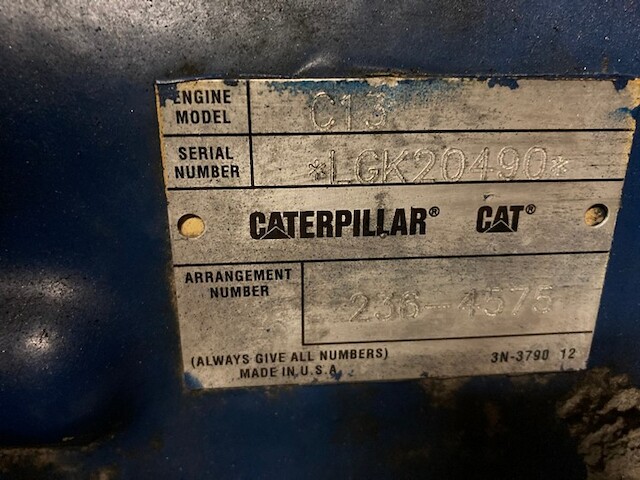 ENGINE
MODEL
C13
SERIAL
NUMBER
*LGK20490*
CATERPILLAR® CAT®
ARRANGEMENT
NUMBER
236-4575
(ALWAYS GIVE ALL NUMBERS)
3N-3790 12
MADE IN U.S.A.